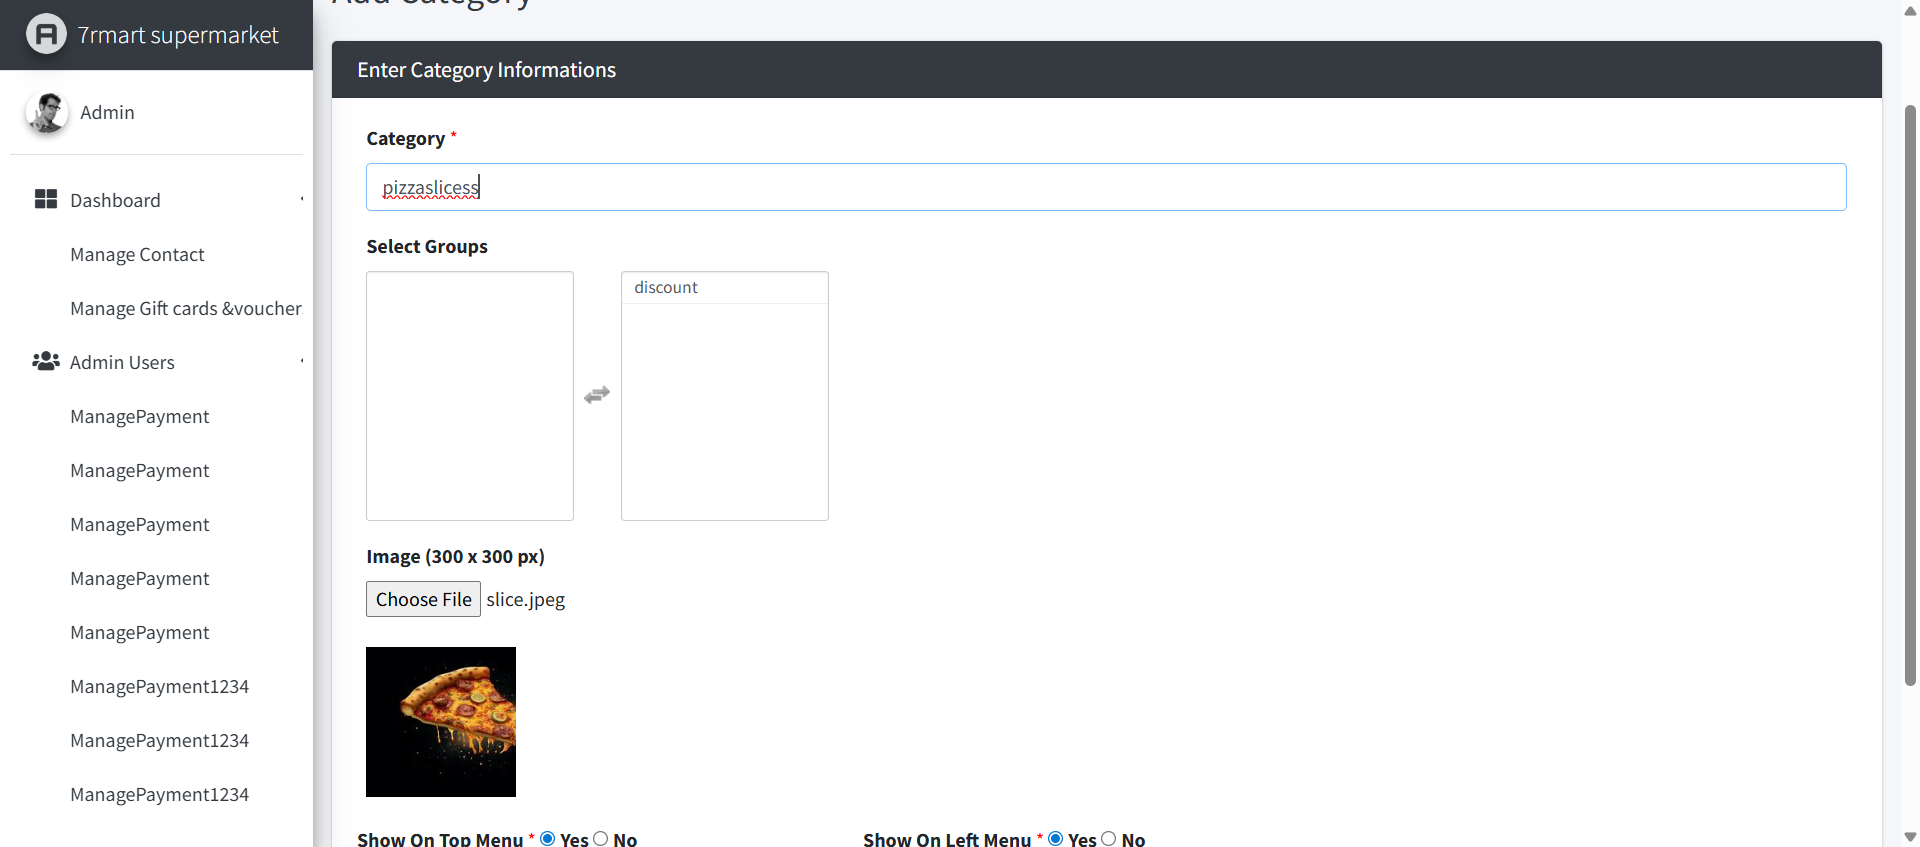 7rmart supermarket
Admin
Dashboard
Manage Contact
Manage Gift cards &voucher
Admin Users
ManagePayment
ManagePayment
ManagePayment
ManagePayment
ManagePayment
ManagePayment1234
ManagePayment1234
ManagePayment1234
Add Category
Enter Category Informations
Category *
pizzaslicess
Select Groups
discount
Image (300 x 300 px)
Choose File slice.jpeg
Show On Top Menu * Yes No
Show On Left Menu * Yes No